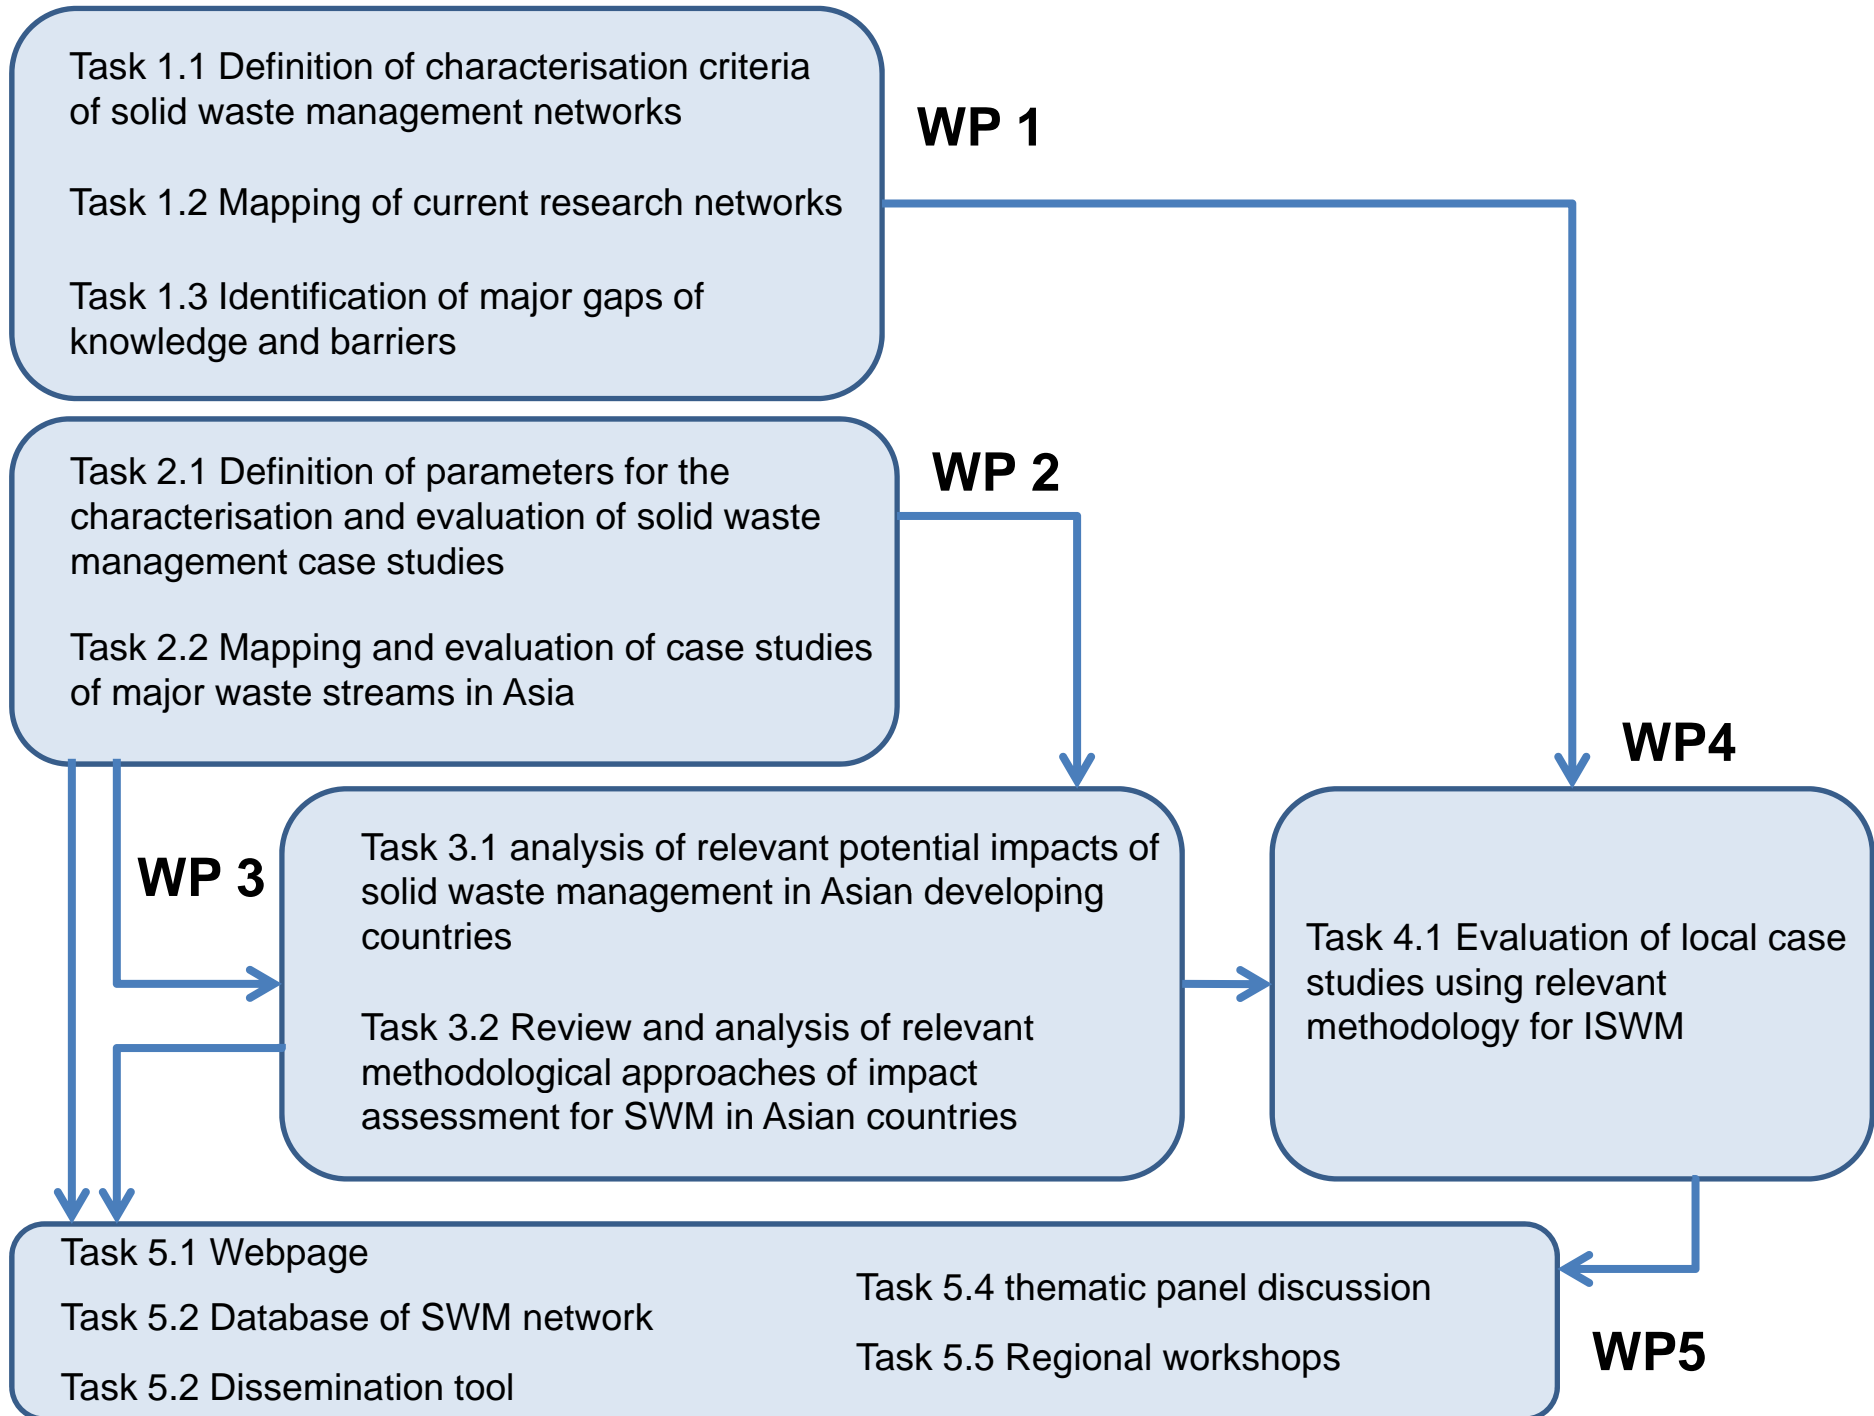 Task 1.1 Definition of characterisation criteria
of solid waste management networks
Task 1.2 Mapping of current research networks
Task 1.3 Identification of major gaps of
knowledge and barriers
WP 1
Task 2.1 Definition of parameters for the
characterisation and evaluation of solid waste
management case studies
Task 2.2 Mapping and evaluation of case studies
of major waste streams in Asia
WP 2
WP 3
Task 3.1 analysis of relevant potential impacts of
solid waste management in Asian developing
countries
Task 3.2 Review and analysis of relevant
methodological approaches of impact
assessment for SWM in Asian countries
WP4
Task 4.1 Evaluation of local case
studies using relevant
methodology for ISWM
Task 5.1 Webpage
Task 5.2 Database of SWM network
Task 5.2 Dissemination tool
Task 5.4 thematic panel discussion
Task 5.5 Regional workshops
WP5